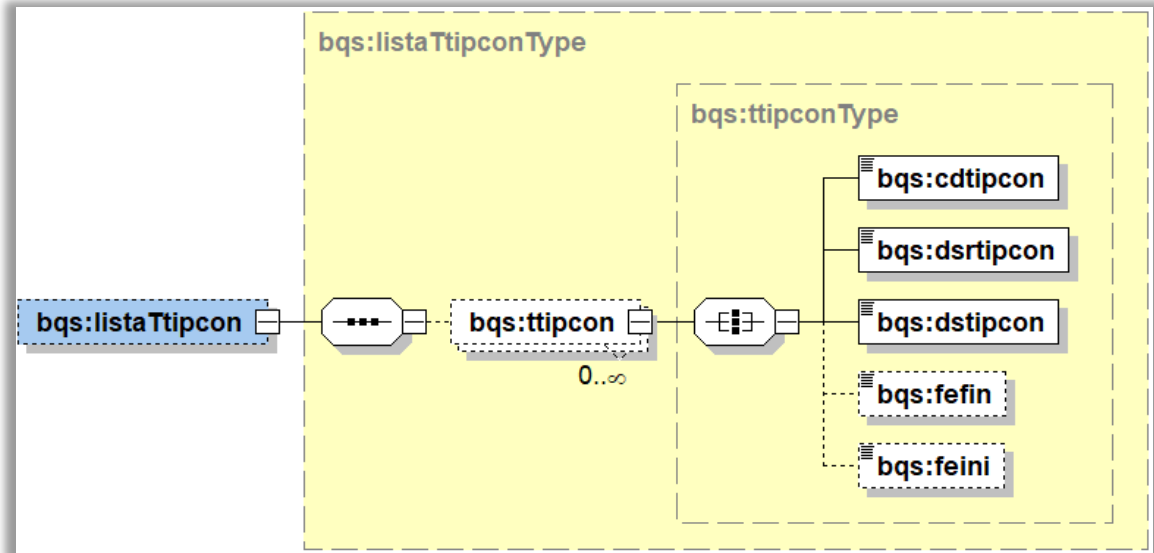 bqs:listaTtipconType
bqs:ttipconType
bqs:cdtipcon
bqs:dsrtipcon
bqs:listaTtipcon
bqs:ttipcon
bqs:dstipcon
0..∞
bqs:fefin
bqs:feini